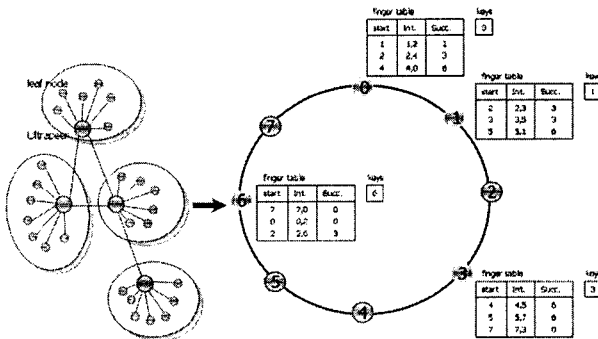 finger table keys
start Int. Succ. 0
1 1,2 1
2 2,4 3
4 4,0 6
leaf node
Ultrapeer
0
finger table keys
start Int. Succ. 1
2 2,3 3
3 3,5 3
5 5,1 6
7
1
finger table keys
start Int. Succ.
7 7,0 0
0 0,2 0
2 2,6 3
6
2
5
4
3
finger table keys
start Int. Succ.
4 4,5 6
5 5,7 6
7 7,3 0